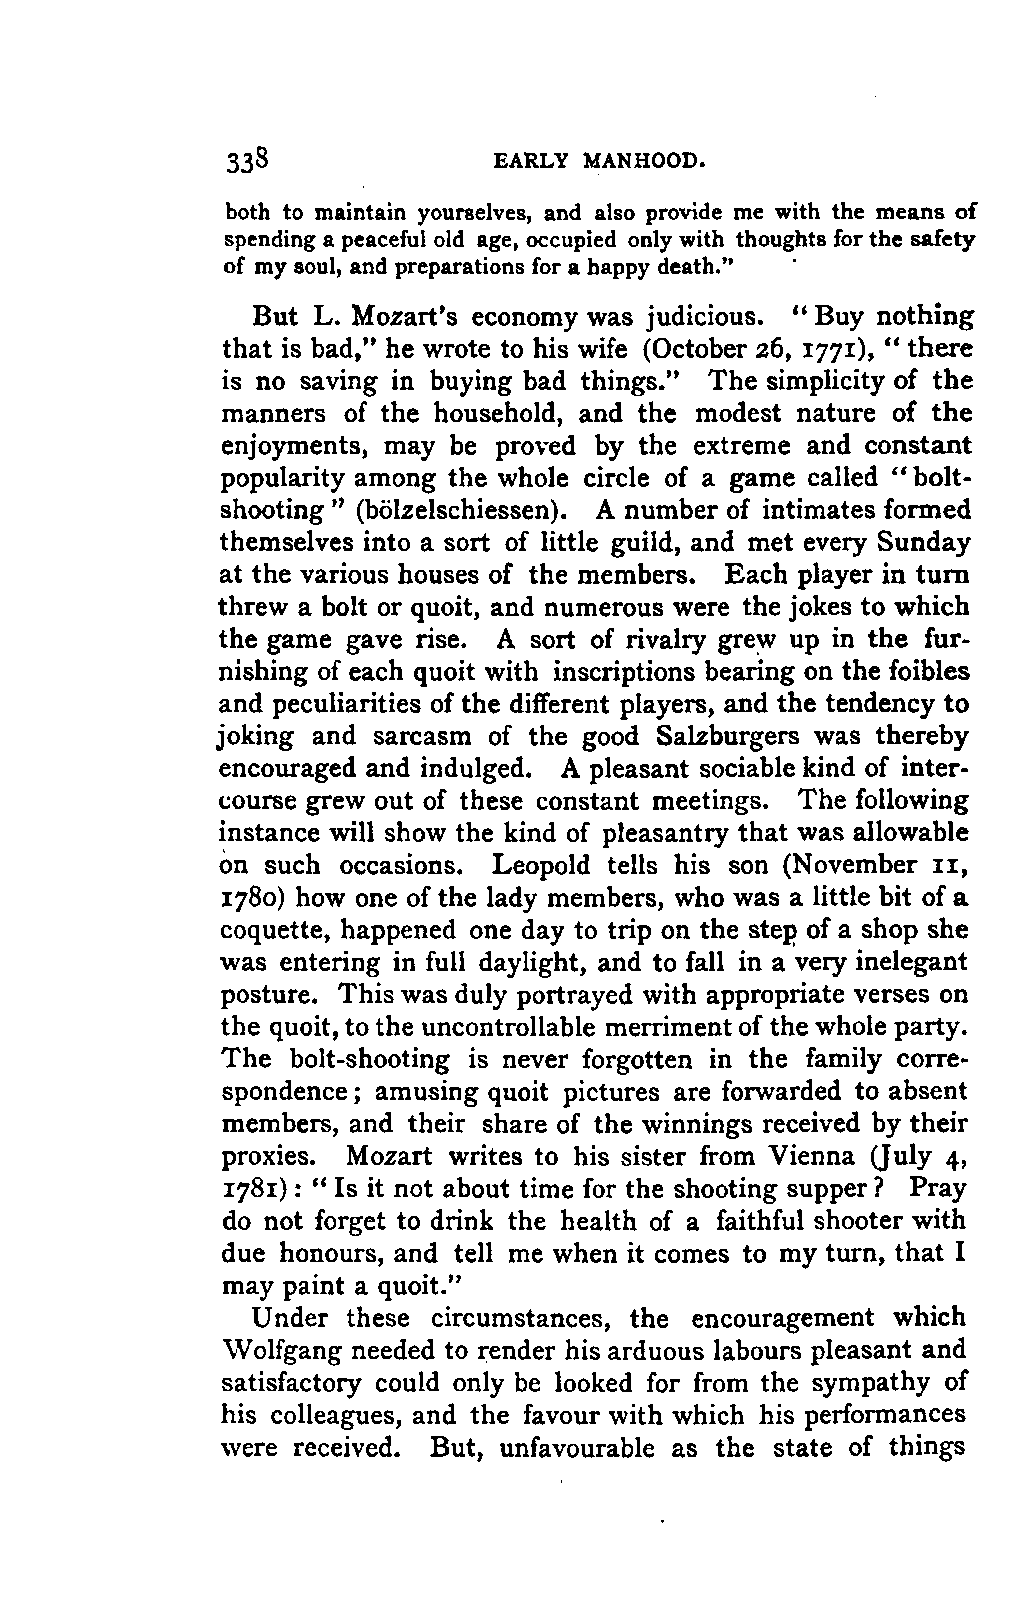 338 EARLY MANHOOD.
both to maintain yourselves, and also provide me with the means of
spending a peaceful old age, occupied only with thoughts for the safety
of my soul, and preparations for a happy death."
But L. Mozart's economy was judicious. "Buy nothing
that is bad," he wrote to his wife (October 26, 1771), "there
is no saving in buying bad things." The simplicity of the
manners of the household, and the modest nature of the
enjoyments, may be proved by the extreme and constant
popularity among the whole circle of a game called "bolt-
shooting" (bölzelschiessen). A number of intimates formed
themselves into a sort of little guild, and met every Sunday
at the various houses of the members. Each player in turn
threw a bolt or quoit, and numerous were the jokes to which
the game gave rise. A sort of rivalry grew up in the fur-
nishing of each quoit with inscriptions bearing on the foibles
and peculiarities of the different players, and the tendency to
joking and sarcasm of the good Salzburgers was thereby
encouraged and indulged. A pleasant sociable kind of inter-
course grew out of these constant meetings. The following
instance will show the kind of pleasantry that was allowable
on such occasions. Leopold tells his son (November 11,
1780) how one of the lady members, who was a little bit of a
coquette, happened one day to trip on the step of a shop she
was entering in full daylight, and to fall in a very inelegant
posture. This was duly portrayed with appropriate verses on
the quoit, to the uncontrollable merriment of the whole party.
The bolt-shooting is never forgotten in the family corre-
spondence; amusing quoit pictures are forwarded to absent
members, and their share of the winnings received by their
proxies. Mozart writes to his sister from Vienna (July 4,
1781): "Is it not about time for the shooting supper? Pray
do not forget to drink the health of a faithful shooter with
due honours, and tell me when it comes to my turn, that I
may paint a quoit."
Under these circumstances, the encouragement which
Wolfgang needed to render his arduous labours pleasant and
satisfactory could only be looked for from the sympathy of
his colleagues, and the favour with which his performances
were received. But, unfavourable as the state of things